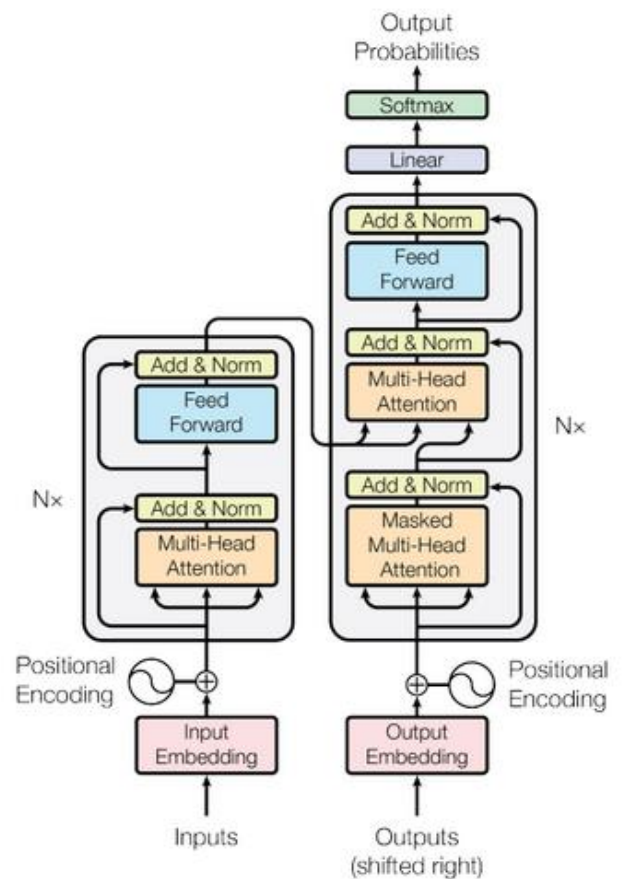 Output
Probabilities
Softmax
Linear
Add & Norm
Feed
Forward
Add & Norm
Multi-Head
Attention
Nx
Add & Norm
Masked
Multi-Head
Attention
Add & Norm
Feed
Forward
Nx
Add & Norm
Multi-Head
Attention
Positional
Encoding
Positional
Encoding
Input
Embedding
Output
Embedding
Inputs
Outputs
(shifted right)